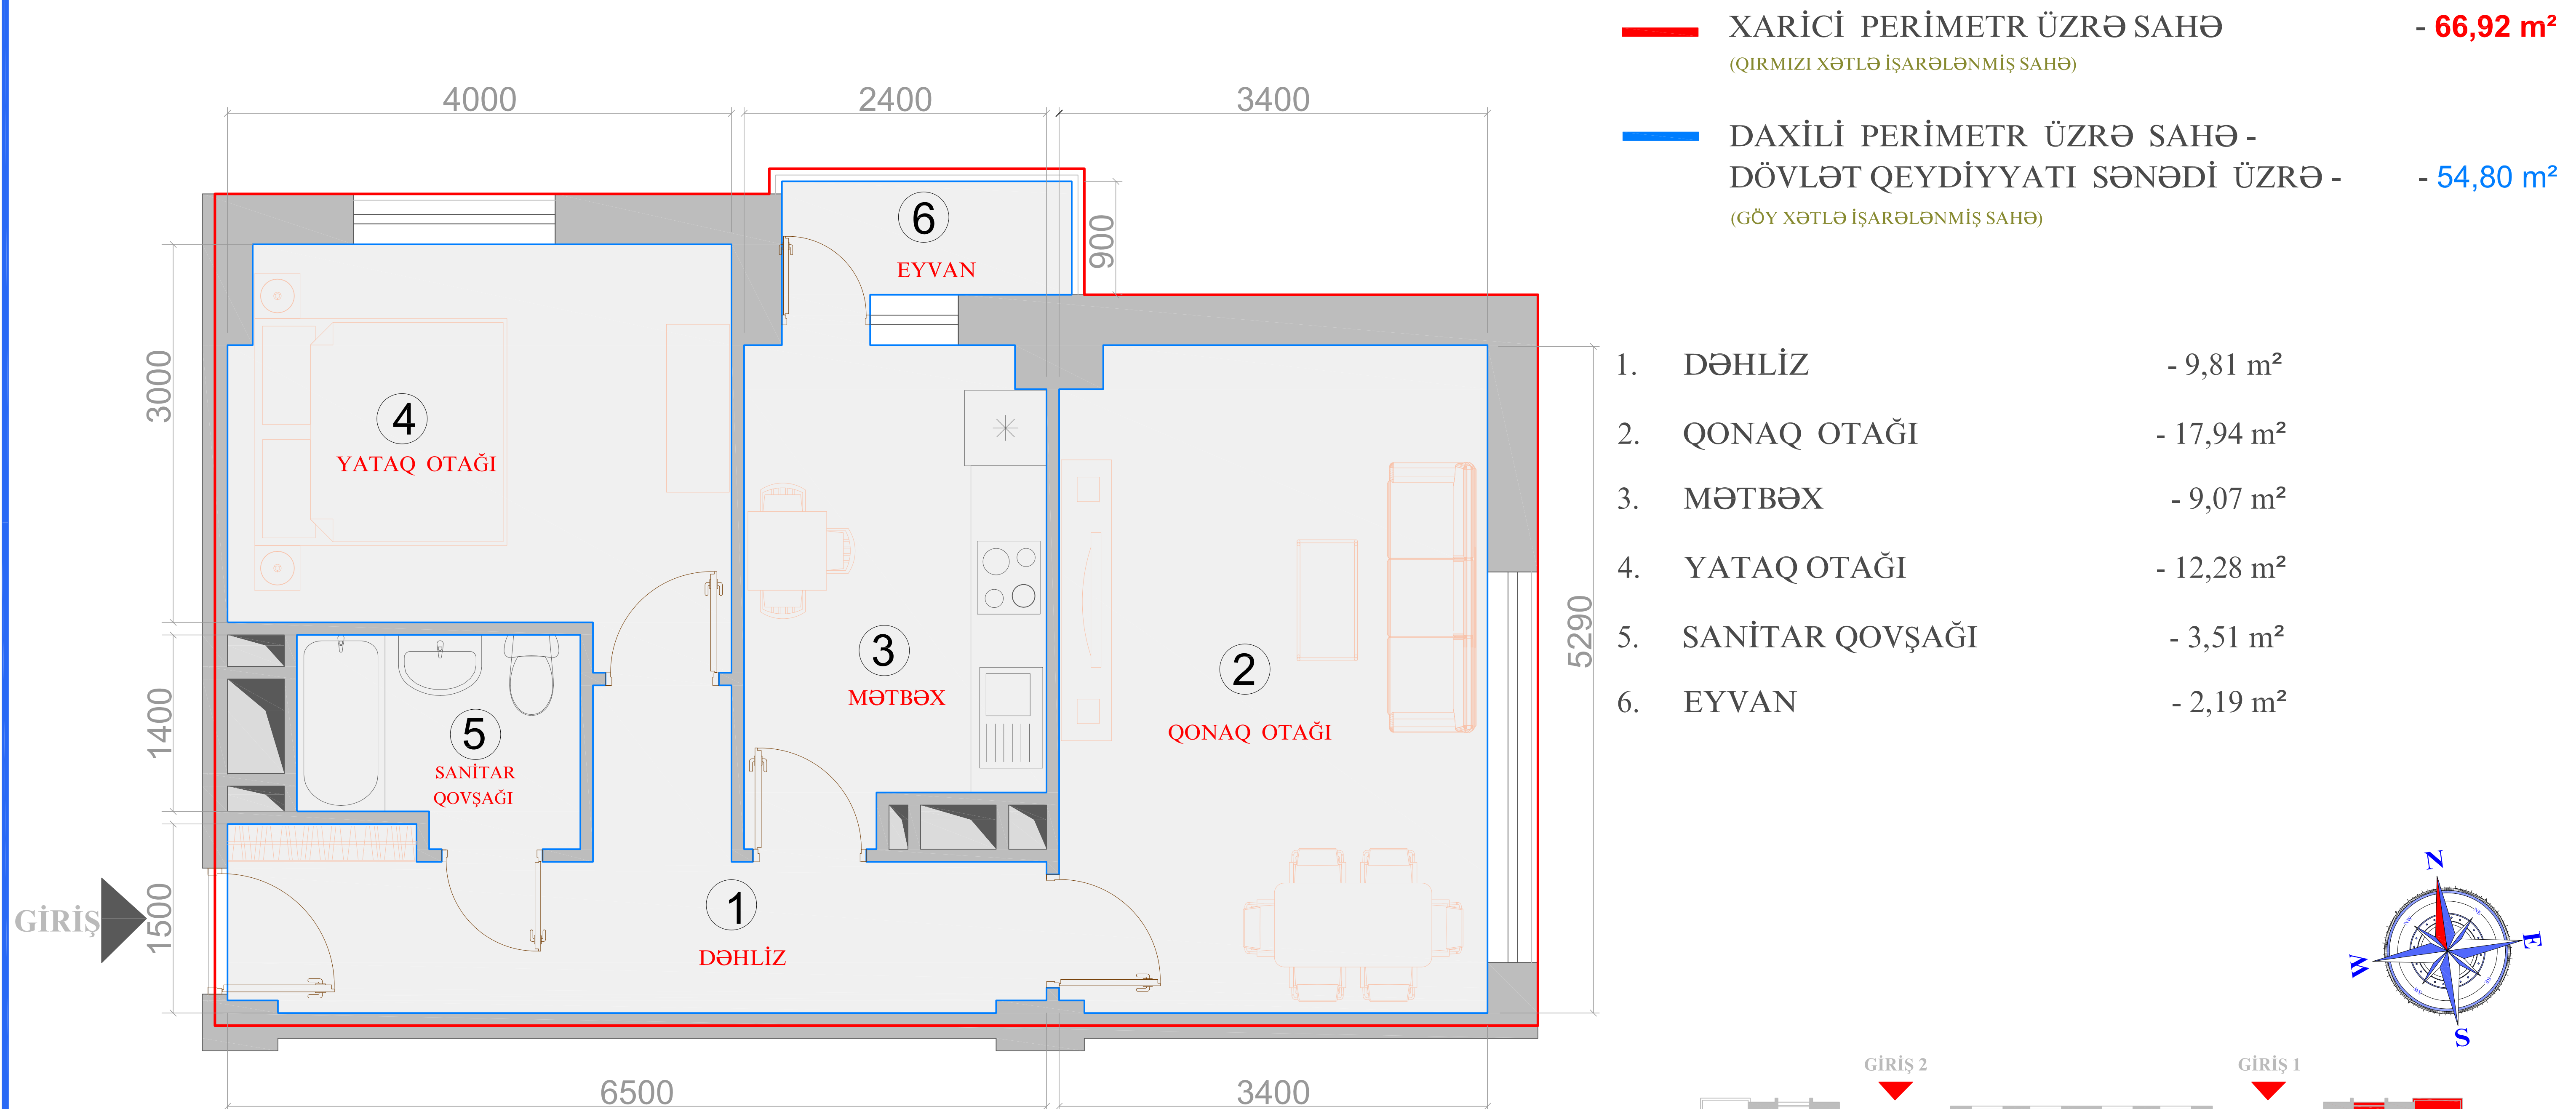 XARİCİ PERİMETR ÜZRƏ SAHƏ - 66,92 m²
(QIRMIZI XƏTLƏ İŞARƏLƏNMİŞ SAHƏ)
DAXİLİ PERİMETR ÜZRƏ SAHƏ -
DÖVLƏT QEYDİYYATI SƏNƏDİ ÜZRƏ - - 54,80 m²
(GÖY XƏTLƏ İŞARƏLƏNMİŞ SAHƏ)
4000
2400
3400
900
3000
1400
1500
5290
6500
3400
6
EYVAN
4
YATAQ OTAĞI
3
MƏTBƏX
2
QONAQ OTAĞI
5
SANİTAR
QOVŞAĞI
1
DƏHLİZ
GİRİŞ
1. DƏHLİZ - 9,81 m²
2. QONAQ OTAĞI - 17,94 m²
3. MƏTBƏX - 9,07 m²
4. YATAQ OTAĞI - 12,28 m²
5. SANİTAR QOVŞAĞI - 3,51 m²
6. EYVAN - 2,19 m²
N
E
W
S
GİRİŞ 2
GİRİŞ 1